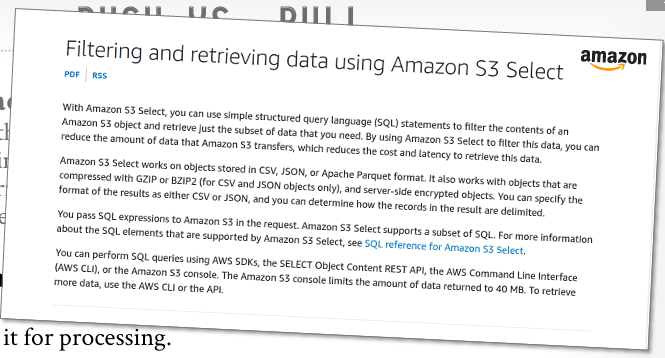 PUSH US PULL
Filtering and retrieving data using Amazon S3 Select
amazon
PDF | RSS
With Amazon S3 Select, you can use simple structured query language (SQL) statements to filter the contents of an
Amazon S3 object and retrieve just the subset of data that you need. By using Amazon S3 Select to filter this data, you can
reduce the amount of data that Amazon S3 transfers, which reduces the cost and latency to retrieve this data.
Amazon S3 Select works on objects stored in CSV, JSON, or Apache Parquet format. It also works with objects that are
compressed with GZIP or BZIP2 (for CSV and JSON objects only), and server-side encrypted objects. You can specify the
format of the results as either CSV or JSON, and you can determine how the records in the result are delimited.
You pass SQL expressions to Amazon S3 in the request. Amazon S3 Select supports a subset of SQL. For more information
about the SQL elements that are supported by Amazon S3 Select, see SQL reference for Amazon S3 Select.
You can perform SQL queries using AWS SDKs, the SELECT Object Content REST API, the AWS Command Line Interface
(AWS CLI), or the Amazon S3 console. The Amazon S3 console limits the amount of data returned to 40 MB. To retrieve
more data, use the AWS CLI or the API.
it for processing.